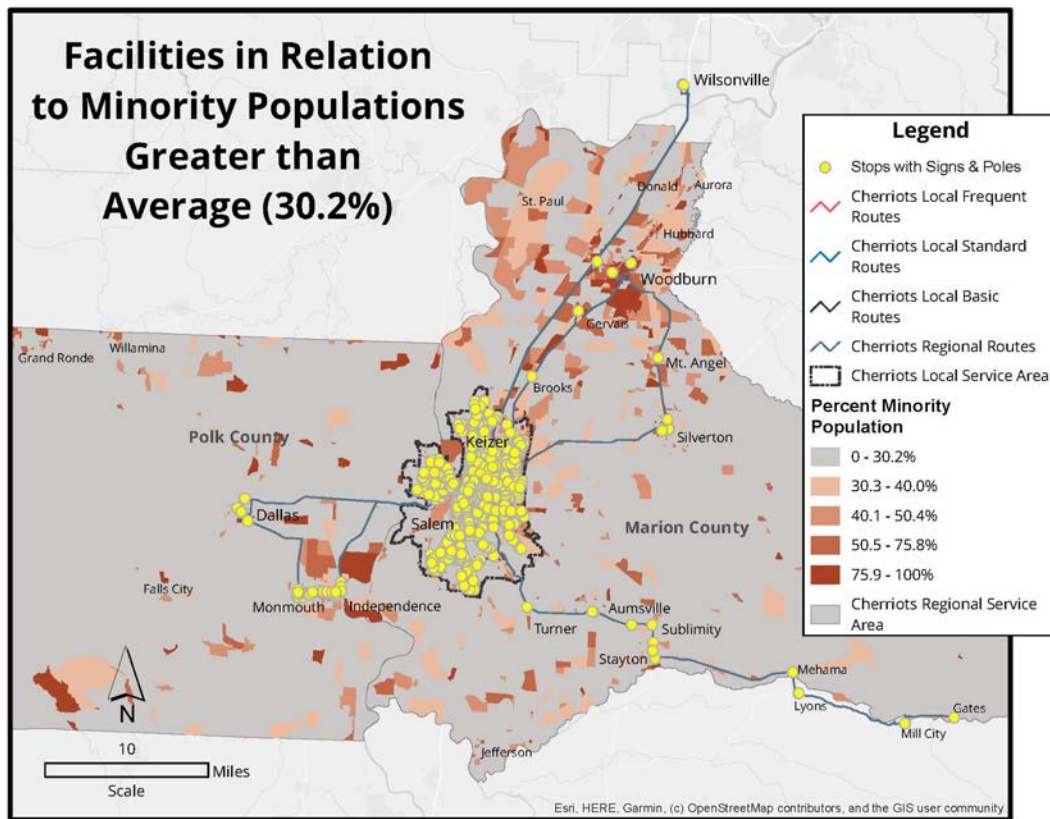 Facilities in Relation
to Minority Populations
Greater than
Average (30.2%)
Wilsonville
Legend
Stops with Signs & Poles
Cherriots Local Frequent
Routes
Cherriots Local Standard
Routes
Cherriots Local Basic
Routes
Cherriots Regional Routes
Cherriots Local Service Area
Percent Minority
Population
0 - 30.2%
30.3 - 40.0%
40.1 - 50.4%
50.5 - 75.8%
75.9 - 100%
Cherriots Regional Service
Area
Donald
Aurora
St. Paul
Hubbard
Woodburn
Gervais
Grand Ronde
Willamina
Mt. Angel
Brooks
Polk County
Keizer
Silverton
Dallas
Salem
Marion County
Falls City
Monmouth
Independence
Turner
Aumsville
Sublimity
Stayton
Mehama
Lyons
Gates
Mill City
N
Jefferson
10
Miles
Scale
Esri, HERE, Garmin, (c) OpenStreetMap contributors, and the GIS user community